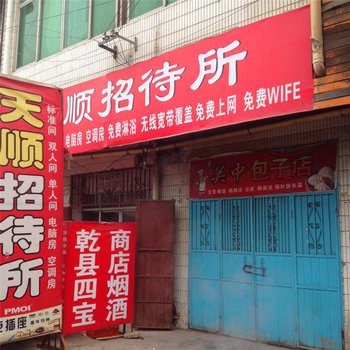 顺招待所
电脑房 空调房 免费淋浴 无线宽带覆盖 免费上网 免费WIFE
天顺招待所
标准间 双人间 单人间 电脑房 空调房
PMOI
插座
关中包子店
商店烟酒
乾县四宝